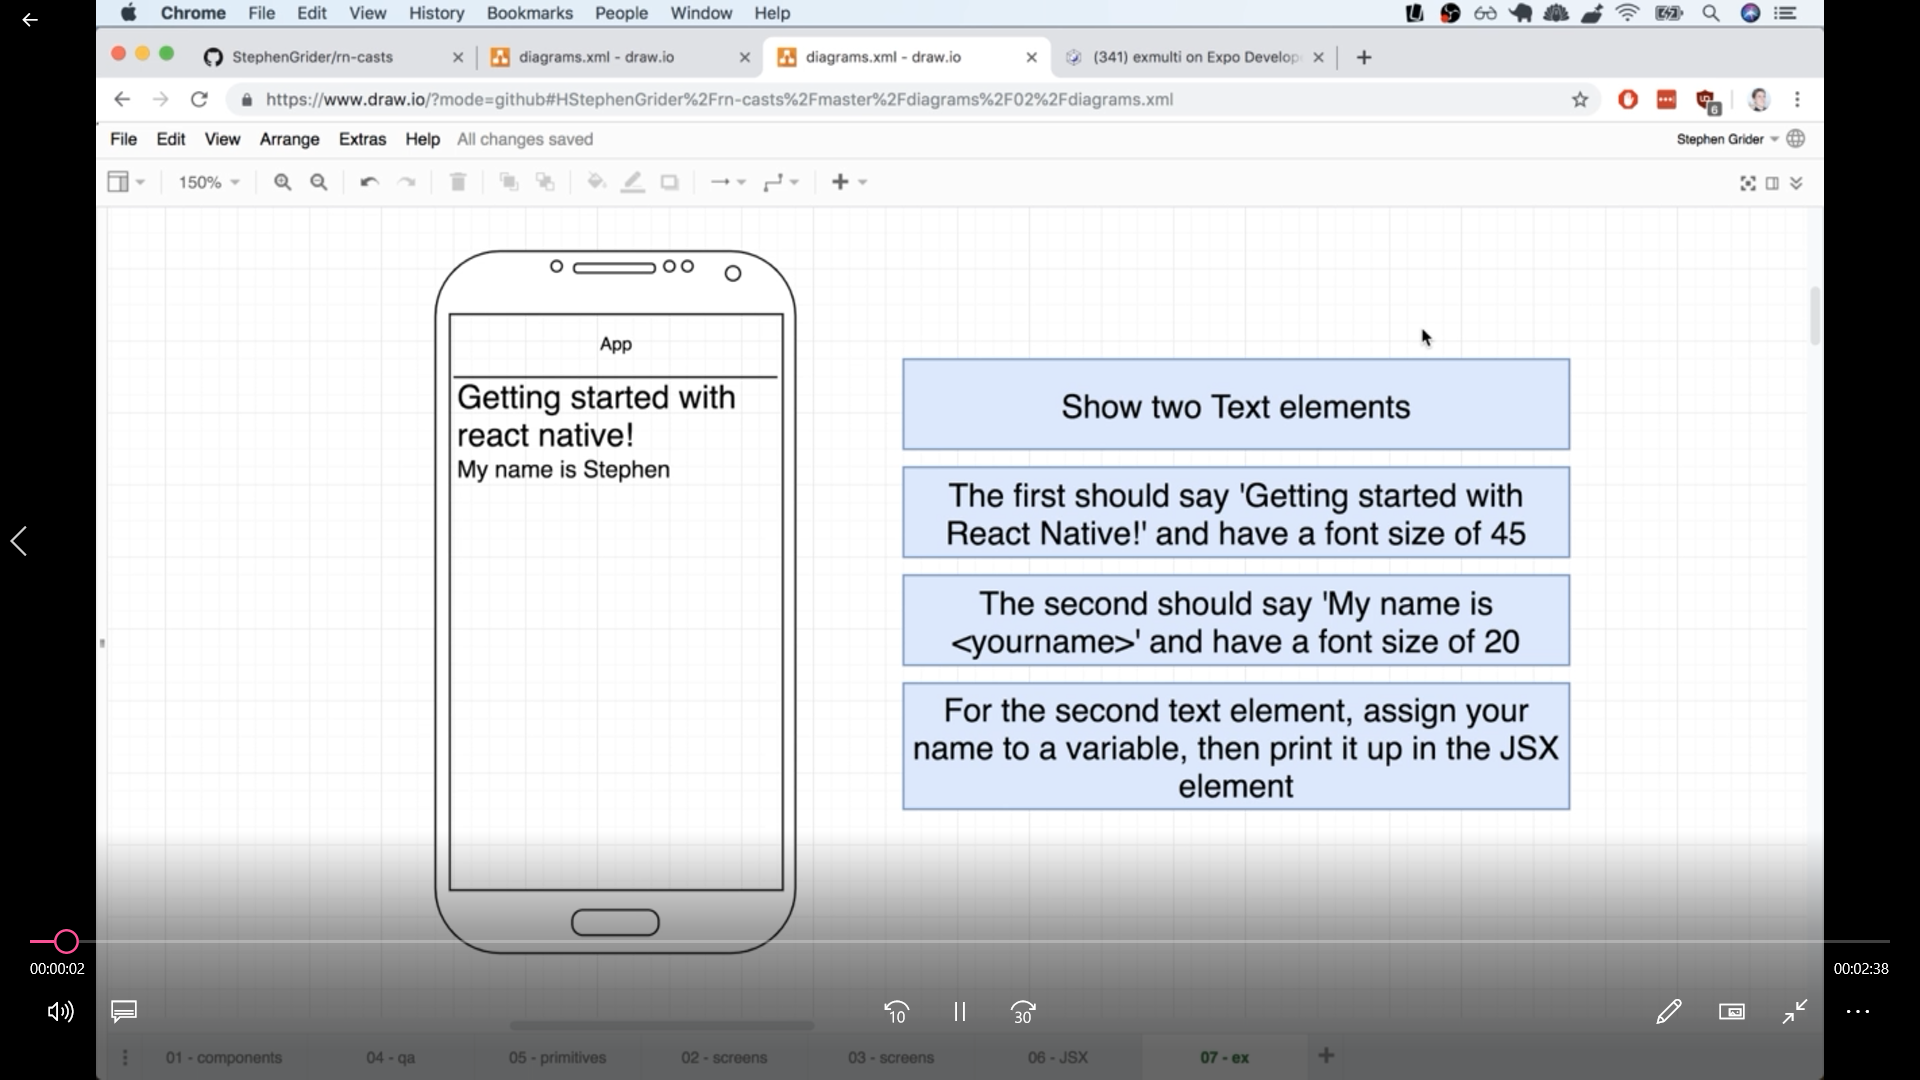 Chrome File Edit View History Bookmarks People Window Help
StephenGrider/rn-casts diagrams.xml - draw.io diagrams.xml - draw.io (341) exmulti on Expo Develop
https://www.draw.io/?mode=github#HStephenGrider%2Frn-casts%2Fmaster%2Fdiagrams%2F02%2Fdiagrams.xml
6
File Edit View Arrange Extras Help All changes saved
Stephen Grider
150%
App
Getting started with
react native!
My name is Stephen
Show two Text elements
The first should say 'Getting started with
React Native!' and have a font size of 45
The second should say 'My name is
<yourname>' and have a font size of 20
For the second text element, assign your
name to a variable, then print it up in the JSX
element
00:00:02
00:02:38
10
30
01 - components 04 - qa 05 - primitives 02 - screens 03 - screens 06 - JSX 07 - ex